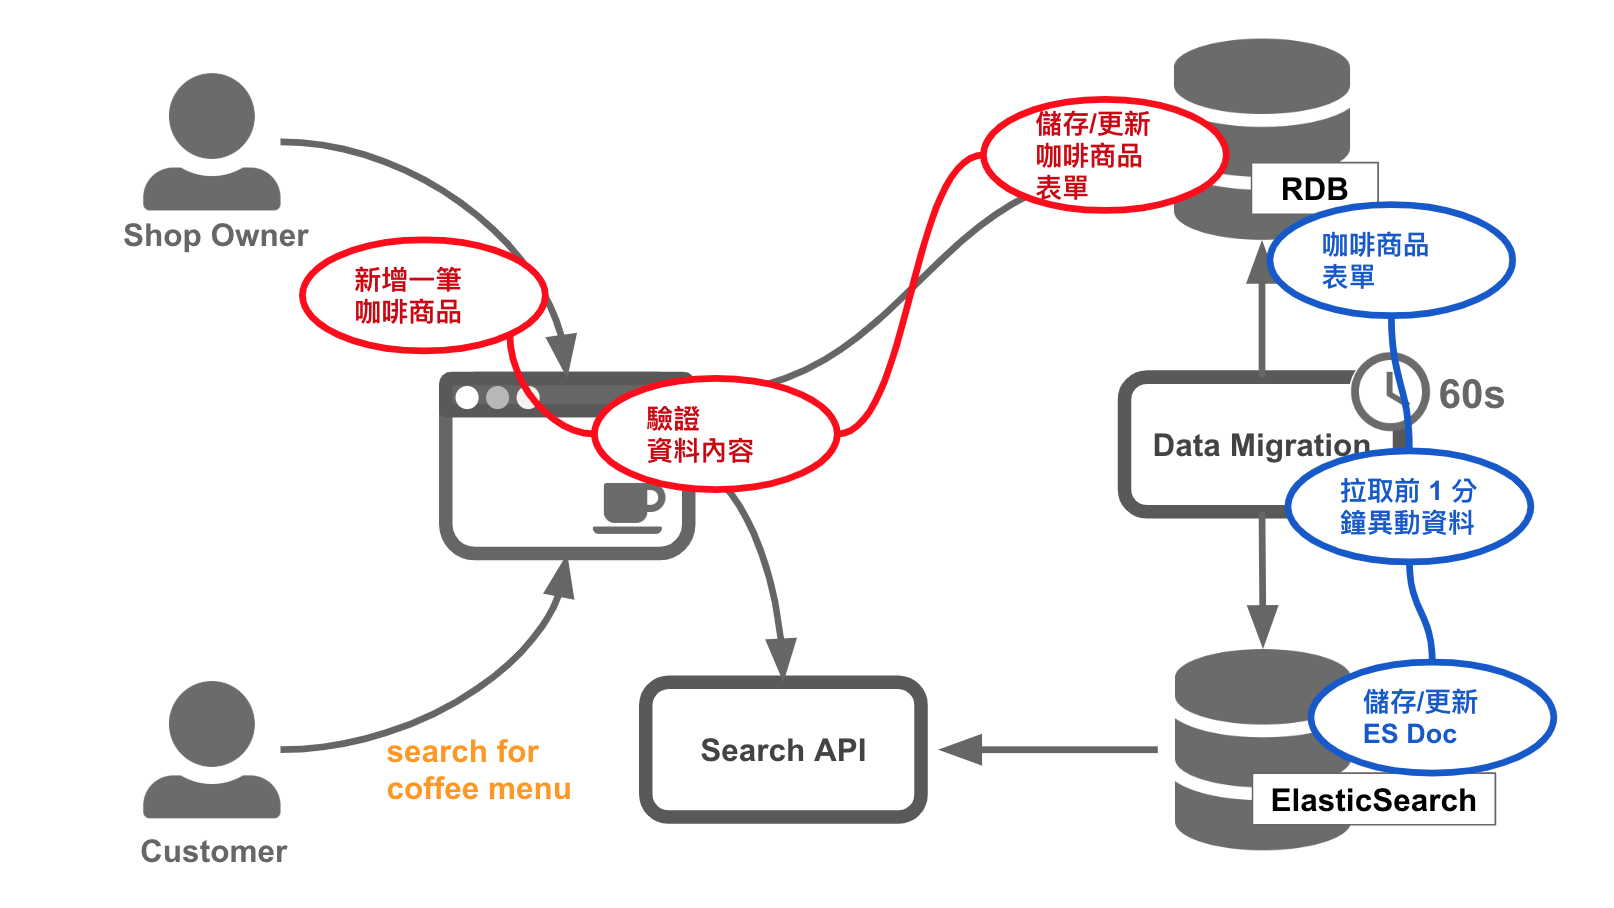 Shop Owner
新增一筆
咖啡商品
驗證
資料內容
儲存/更新
咖啡商品
表單
RDB
咖啡商品
表單
60s
Data Migration
拉取前 1 分
鐘異動資料
儲存/更新
ES Doc
ElasticSearch
Search API
search for
coffee menu
Customer